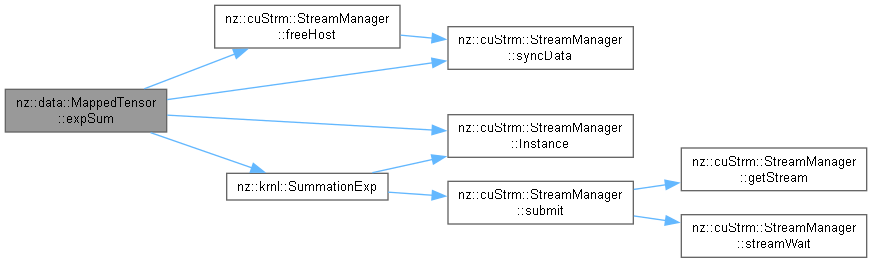 nz::data::MappedTensor
::expSum
nz::cuStrm::StreamManager
::freeHost
nz::krnl::SummationExp
nz::cuStrm::StreamManager
::syncData
nz::cuStrm::StreamManager
::Instance
nz::cuStrm::StreamManager
::submit
nz::cuStrm::StreamManager
::getStream
nz::cuStrm::StreamManager
::streamWait